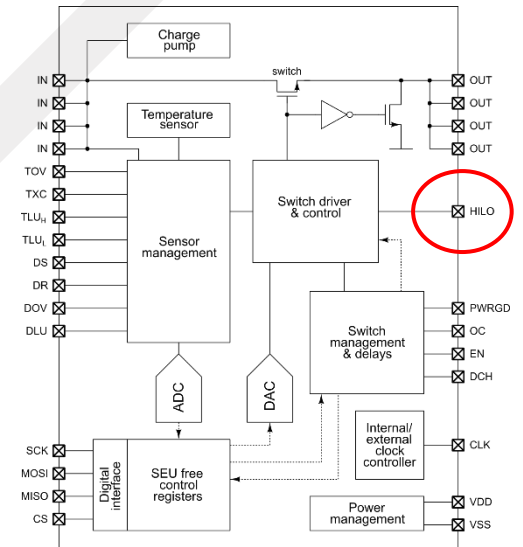 Charge
pump
switch
IN
OUT
IN
OUT
IN
OUT
IN
OUT
Temperature
sensor
TOV
TXC
TLUH
TLUL
DS
DR
DOV
DLU
Sensor
management
Switch driver
& control
HILO
Switch
management
& delays
PWRGD
OC
EN
DCH
ADC
DAC
Internal/
external
clock
controller
CLK
SCK
MOSI
MISO
CS
Digital
interface
SEU free
control
registers
Power
management
VDD
VSS